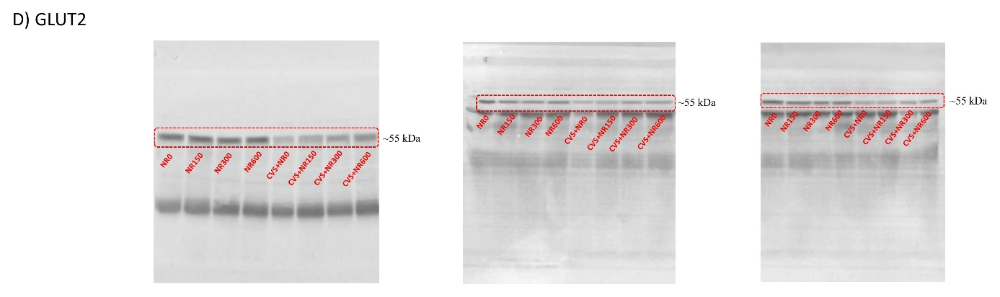 D) GLUT2
~55 kDa
NR0
NR150
NR300
NR600
CVS+NR0
CVS+NR150
CVS+NR300
CVS+NR600
~55 kDa
NR0
NR150
NR300
NR600
CVS+NR0
CVS+NR150
CVS+NR300
CVS+NR600
~55 kDa
NR0
NR150
NR300
NR600
CVS+NR0
CVS+NR150
CVS+NR300
CVS+NR600